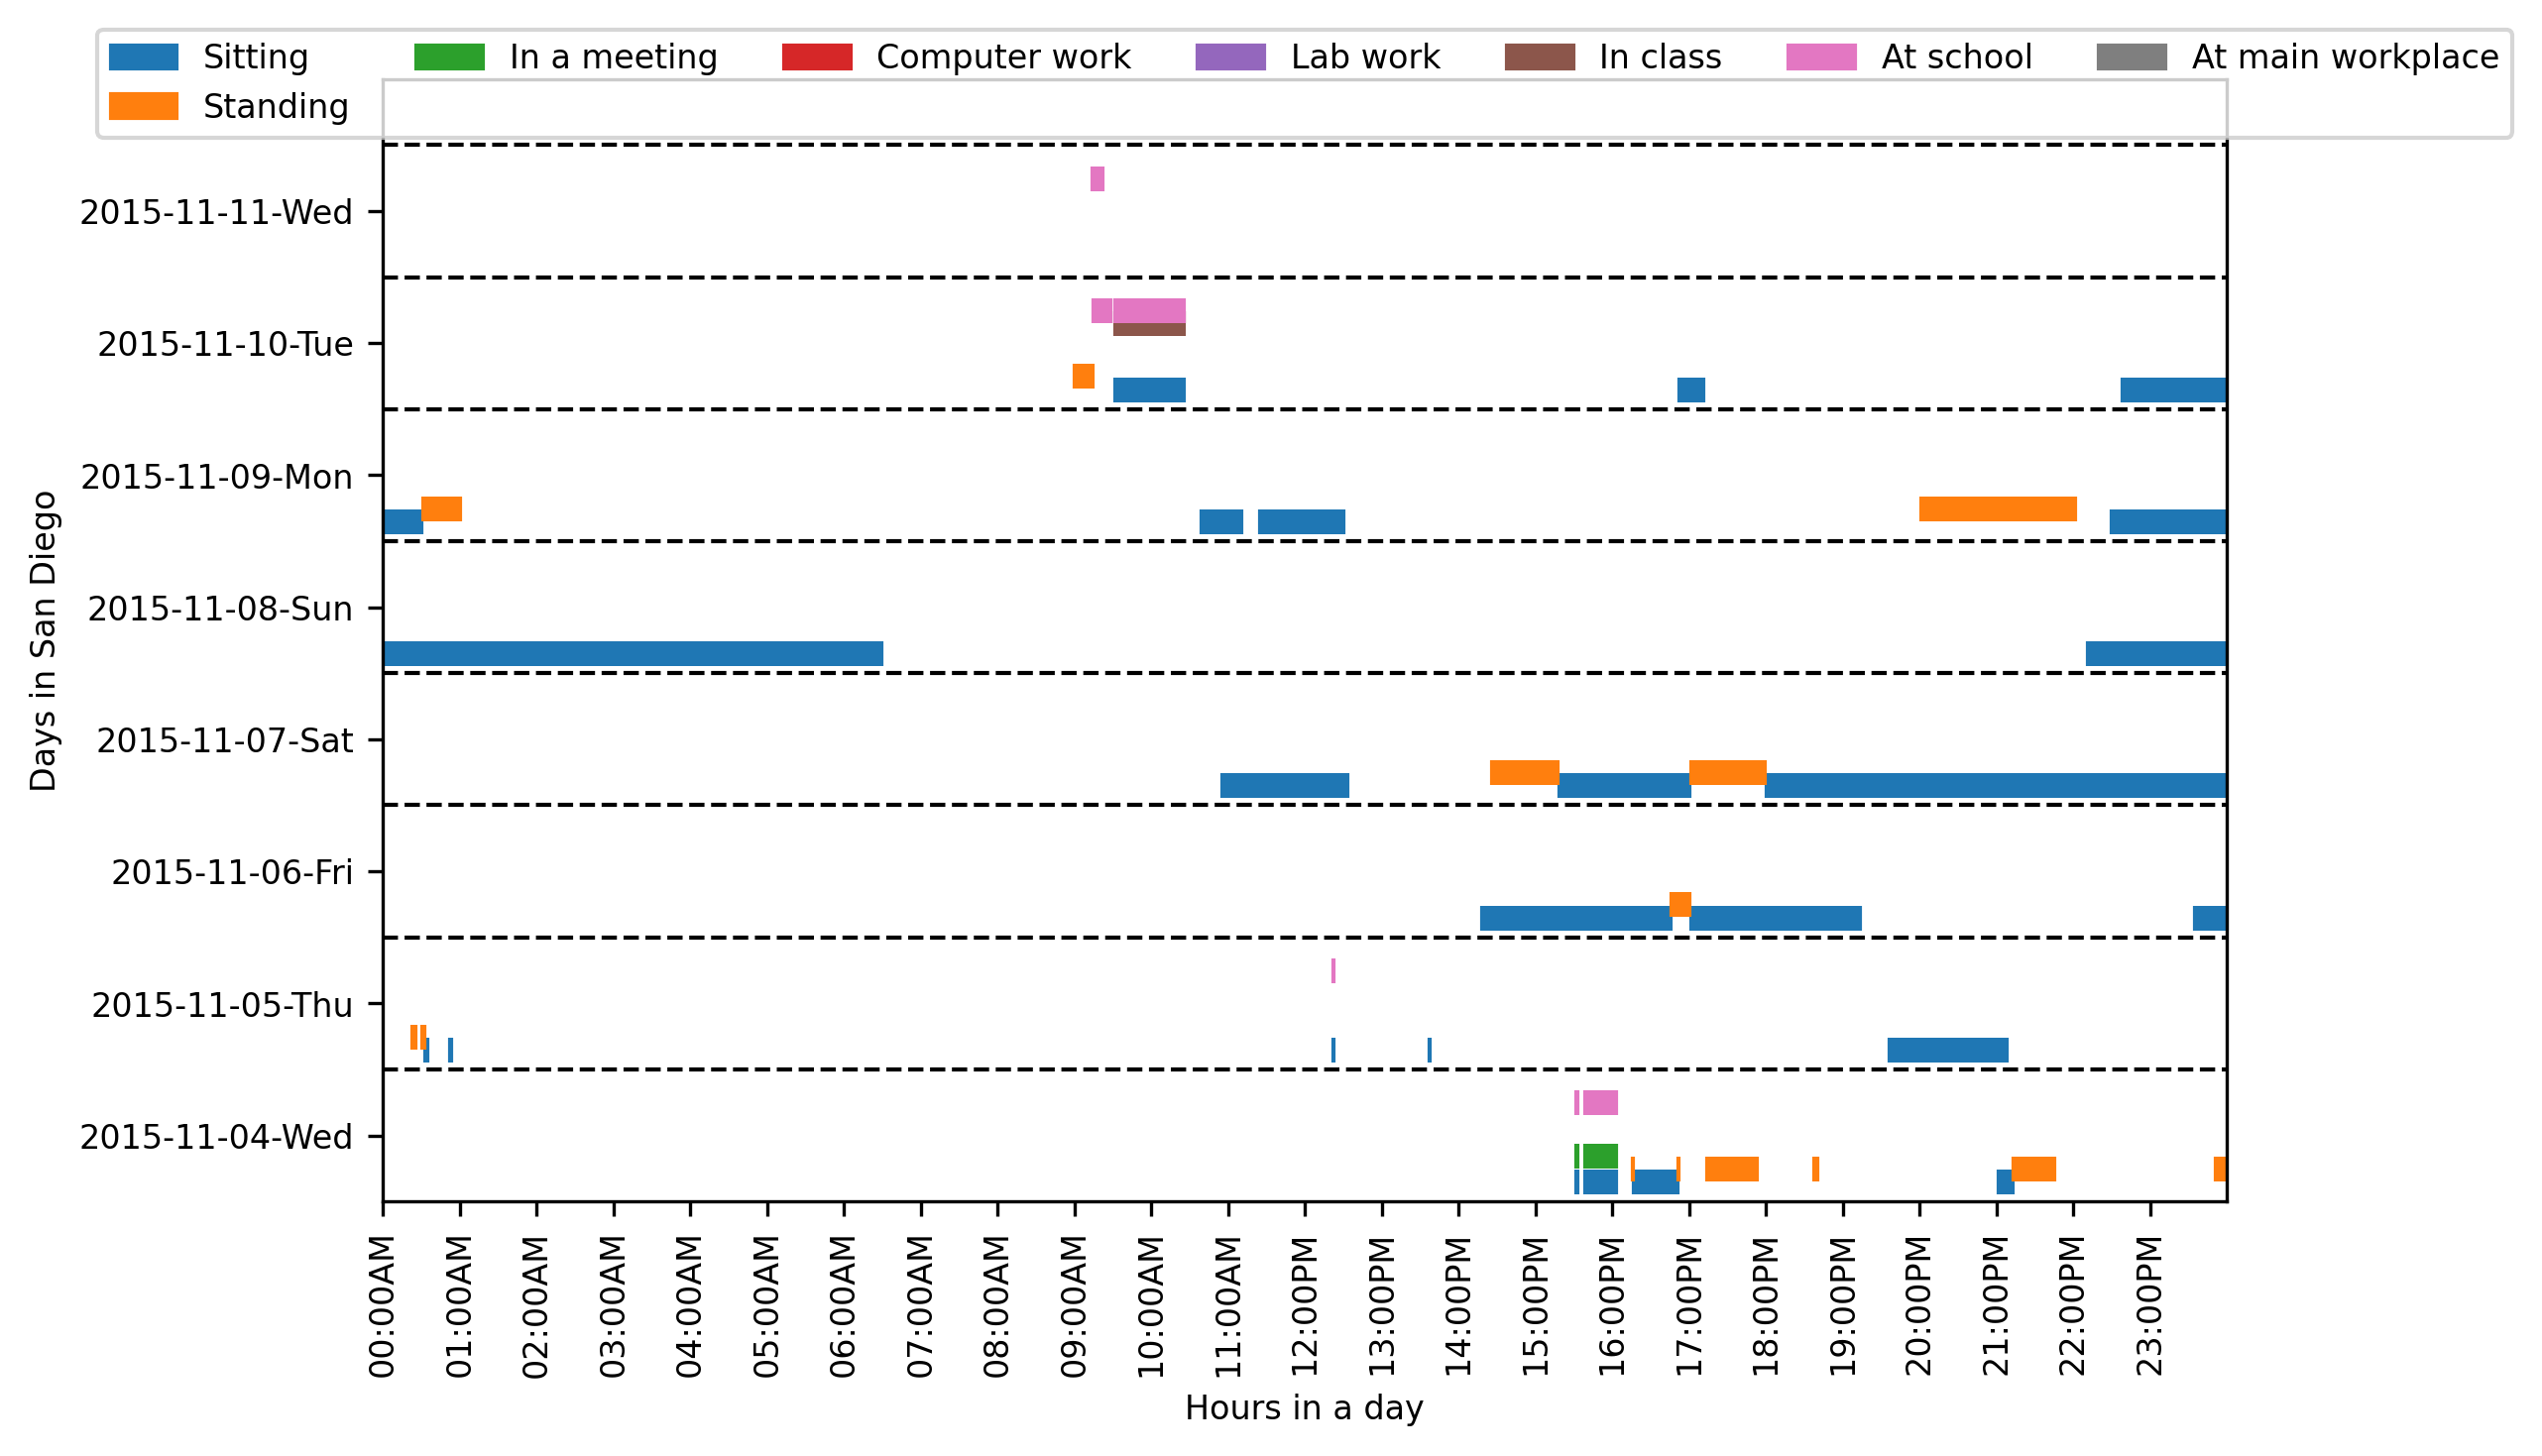 Sitting In a meeting Computer work Lab work In class At school At main workplace
Standing
2015-11-11-Wed
2015-11-10-Tue
2015-11-09-Mon
2015-11-08-Sun
2015-11-07-Sat
2015-11-06-Fri
2015-11-05-Thu
2015-11-04-Wed
Days in San Diego
00:00AM 01:00AM 02:00AM 03:00AM 04:00AM 05:00AM 06:00AM 07:00AM 08:00AM 09:00AM 10:00AM 11:00AM 12:00PM 13:00PM 14:00PM 15:00PM 16:00PM 17:00PM 18:00PM 19:00PM 20:00PM 21:00PM 22:00PM 23:00PM
Hours in a day